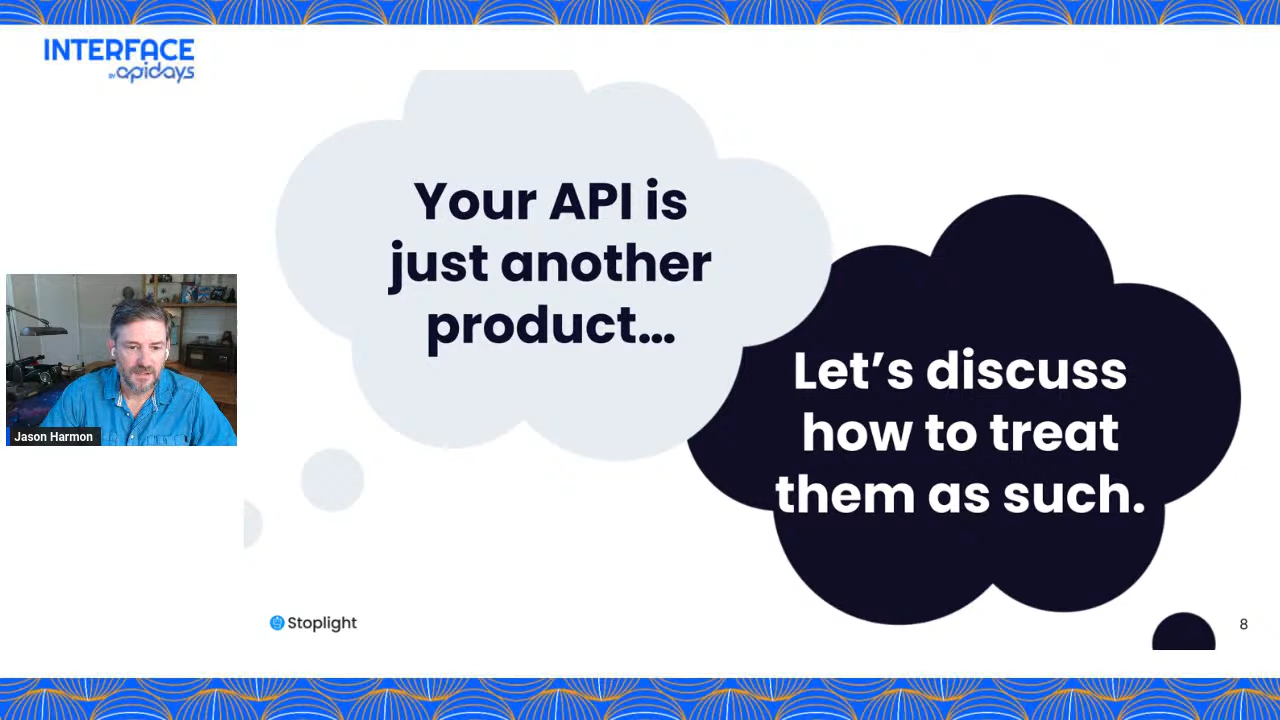 INTERFACE
BY apidays
Your API is
just another
product...
Let's discuss
how to treat
them as such.
Jason Harmon
Stoplight
8